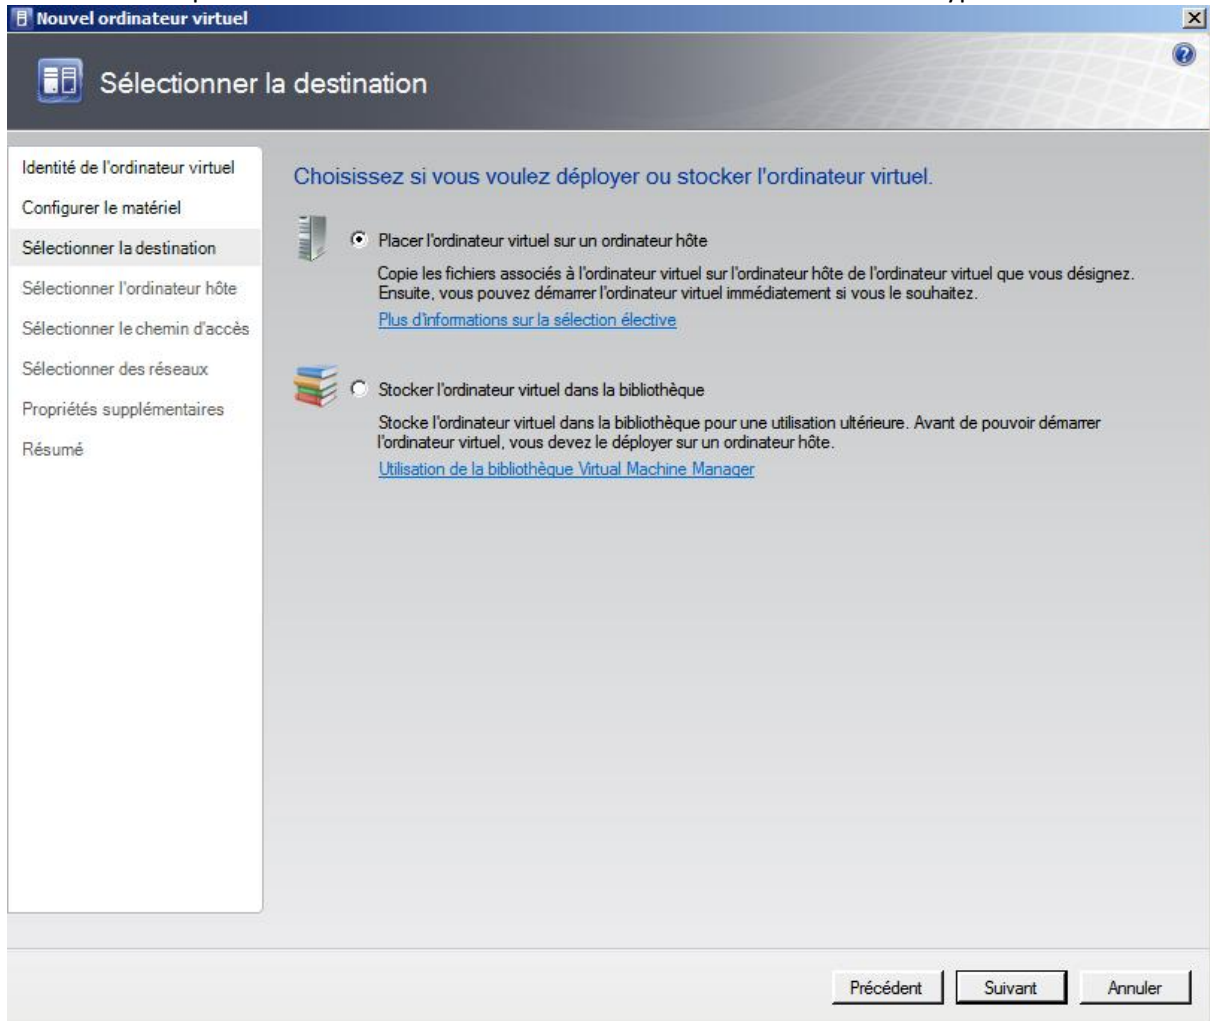 Nouvel ordinateur virtuel
Sélectionner la destination
Identité de l'ordinateur virtuel
Configurer le matériel
Sélectionner la destination
Sélectionner l'ordinateur hôte
Sélectionner le chemin d'accès
Sélectionner des réseaux
Propriétés supplémentaires
Résumé
Choisissez si vous voulez déployer ou stocker l'ordinateur virtuel.
Placer l'ordinateur virtuel sur un ordinateur hôte
Copie les fichiers associés à l'ordinateur virtuel sur l'ordinateur hôte de l'ordinateur virtuel que vous désignez.
Ensuite, vous pouvez démarrer l'ordinateur virtuel immédiatement si vous le souhaitez.
Plus d'informations sur la sélection élective
Stocker l'ordinateur virtuel dans la bibliothèque
Stocke l'ordinateur virtuel dans la bibliothèque pour une utilisation ultérieure. Avant de pouvoir démarrer
l'ordinateur virtuel, vous devez le déployer sur un ordinateur hôte.
Utilisation de la bibliothèque Virtual Machine Manager
Précédent
Suivant
Annuler